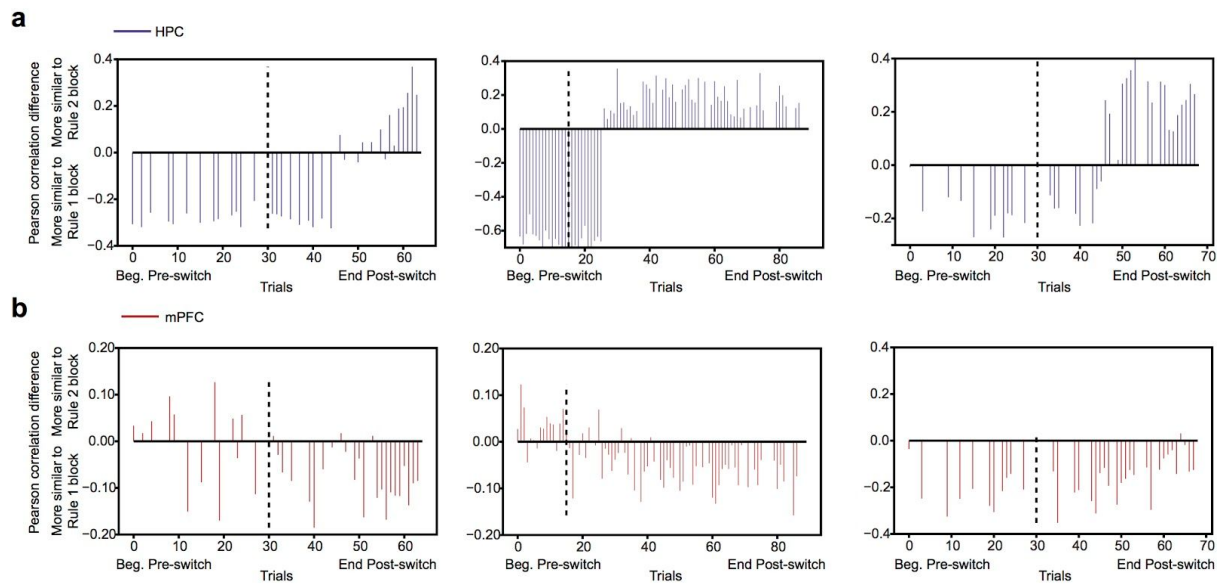 a
HPC
Pearson correlation difference
More similar to Rule 1 block
More similar to Rule 2 block
0.4
0.2
0.0
−0.2
−0.4
0 10 20 30 40 50 60
Beg. Pre-switch
End Post-switch
Trials
0.4
0.2
0.0
−0.2
−0.4
−0.6
0 20 40 60 80
Beg. Pre-switch
End Post-switch
Trials
0.4
0.2
0.0
−0.2
0 10 20 30 40 50 60 70
Beg. Pre-switch
End Post-switch
Trials
b
mPFC
Pearson correlation difference
More similar to Rule 1 block
More similar to Rule 2 block
0.20
0.10
0.00
−0.10
−0.20
0 10 20 30 40 50 60
Beg. Pre-switch
End Post-switch
Trials
0.20
0.10
0.00
−0.10
−0.20
0 20 40 60 80
Beg. Pre-switch
End Post-switch
Trials
0.4
0.2
0.0
−0.2
−0.4
0 10 20 30 40 50 60 70
Beg. Pre-switch
End Post-switch
Trials